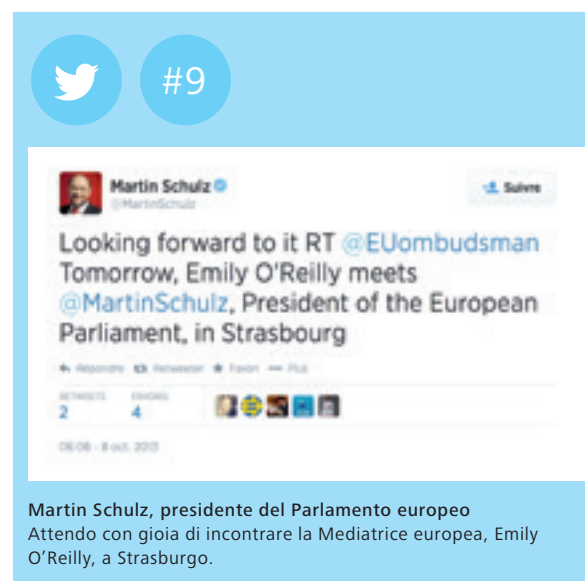 #9
Martin Schulz
@MartinSchulz
Suivre
Looking forward to it RT @EUombudsman
Tomorrow, Emily O'Reilly meets
@MartinSchulz, President of the European
Parliament, in Strasbourg
Répondre Retweeter Favori Plus
RETWEETS FAVORIS
2 4
06:06 - 8 oct. 2013
Martin Schulz, presidente del Parlamento europeo
Attendo con gioia di incontrare la Mediatrice europea, Emily
O’Reilly, a Strasburgo.